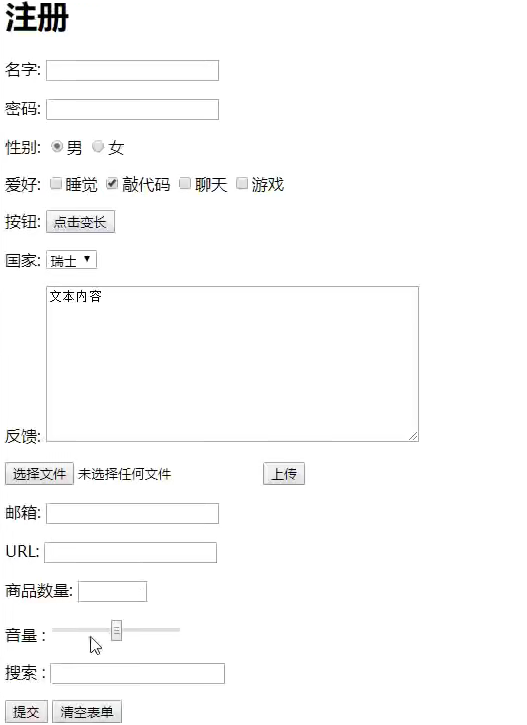 注册
名字:
密码:
性别: 男 女
爱好: 睡觉 敲代码 聊天 游戏
按钮: 点击变长
国家: 瑞士
文本内容
反馈:
选择文件 未选择任何文件 上传
邮箱:
URL:
商品数量:
音量 :
搜索 :
提交 清空表单